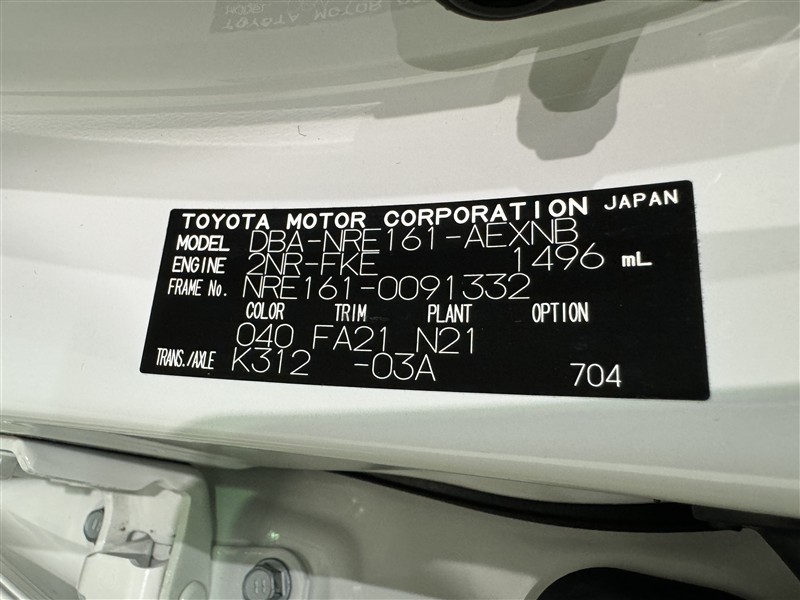 TOYOTA MOTOR CORPORATION JAPAN
MODEL DBA-NRE161-AEXNB
ENGINE 2NR-FKE 1496 mL
FRAME No. NRE161-0091332
COLOR TRIM PLANT OPTION
040 FA21 N21
TRANS./AXLE K312 -03A
704